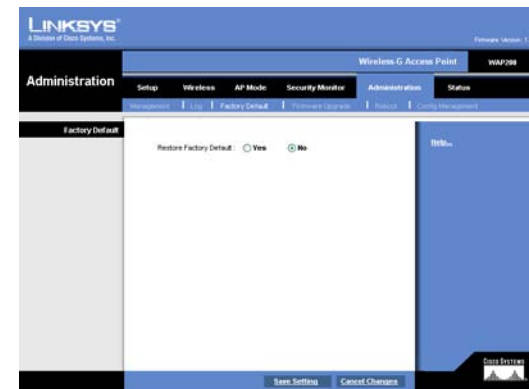 LINKSYS®
A Division of Cisco Systems, Inc.
Firmware Version: 1.
Wireless-G Access Point WAP200
Administration
Setup Wireless AP Mode Security Monitor Administration Status
Management | Log | Factory Default | Firmware Upgrade | Reboot | Config Management
Factory Default
Restore Factory Default : Yes No
Help...
Save Setting Cancel Changes
CISCO SYSTEMS